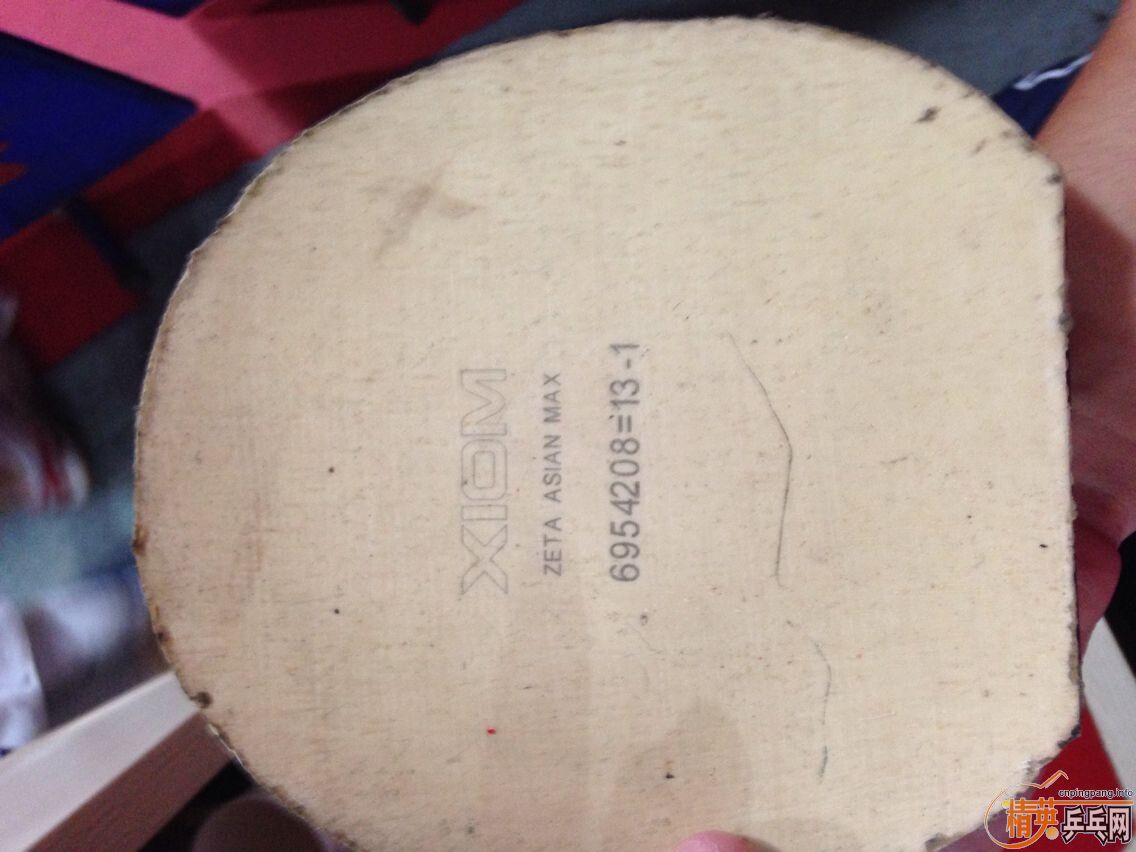 XIOM
ZETA ASIAN MAX
6954208=13-1
cnpingpang.info
精英乒乓网